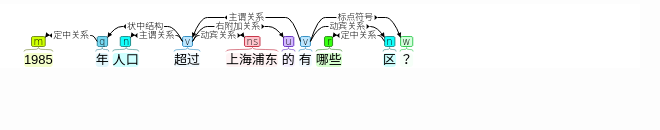 主谓关系 标点符号
状中结构 右附加关系 动宾关系
定中关系 主谓关系 动宾关系 定中关系
m q n v ns u v r n w
1985 年 人口 超过 上海浦东 的 有 哪些 区 ？